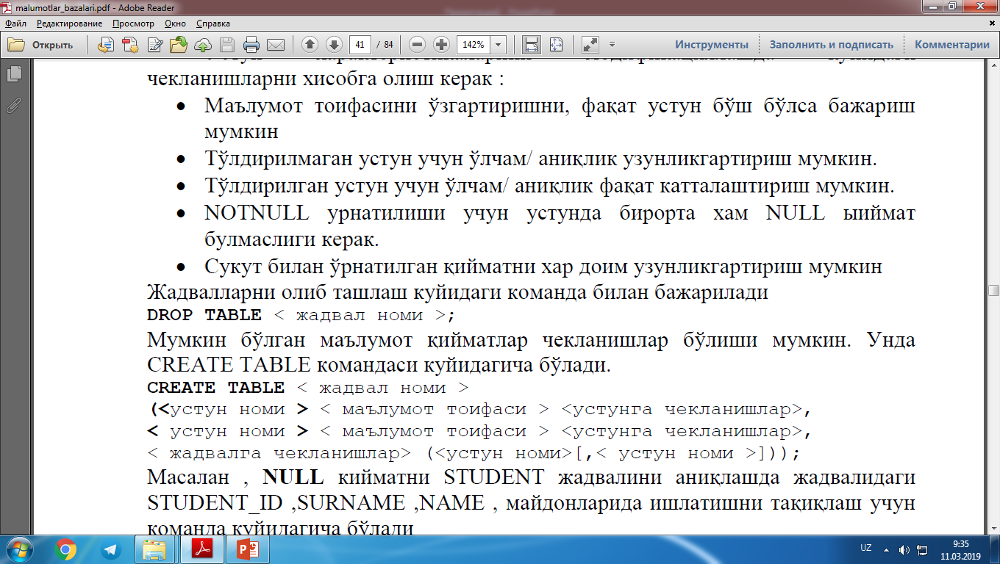 malumotlar_bazalari.pdf - Adobe Reader
Файл Редактирование Просмотр Окно Справка
Открыть 41 / 84 142% Инструменты Заполнить и подписать Комментарии
чекланишларни хисобга олиш керак :
• Маълумот тоифасини ўзгартиришни, фақат устун бўш бўлса бажариш
мумкин
• Тўлдирилмаган устун учун ўлчам/ аниқлик узунликгартириш мумкин.
• Тўлдирилган устун учун ўлчам/ аниқлик фақат катталаштириш мумкин.
• NOTNULL урнатилиши учун устунда бирорта хам NULL ыиймат
булмаслиги керак.
• Сукут билан ўрнатилган қийматни хар доим узунликгартириш мумкин
Жадвалларни олиб ташлаш куйидаги команда билан бажарилади
DROP TABLE < жадвал номи >;
Мумкин бўлган маълумот қийматлар чекланишлар бўлиши мумкин. Унда
CREATE TABLE командаси куйидагича бўлади.
CREATE TABLE < жадвал номи >
(<устун номи > < маълумот тоифаси > <устунга чекланишлар>,
< устун номи > < маълумот тоифаси > <устунга чекланишлар>,
< жадвалга чекланишлар> (<устун номи>[,< устун номи >]));
Масалан , NULL кийматни STUDENT жадвалини аниқлашда жадвалидаги
STUDENT_ID ,SURNAME ,NAME , майдонларида ишлатишни тақиқлаш учун
команда куйидагича бўлади
UZ 9:35
11.03.2019